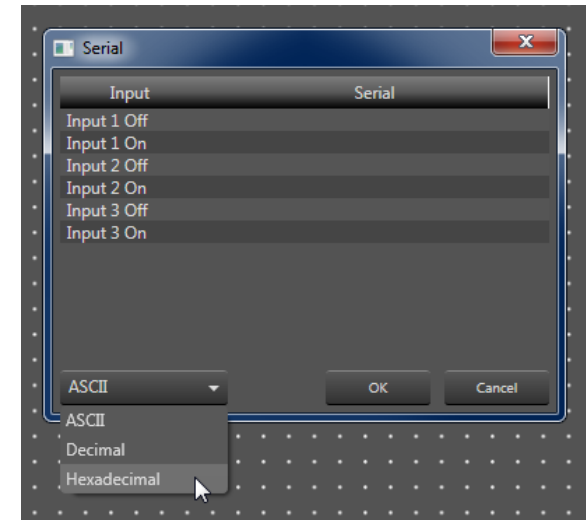 Serial
Input Serial
Input 1 Off
Input 1 On
Input 2 Off
Input 2 On
Input 3 Off
Input 3 On
ASCII OK Cancel
ASCII
Decimal
Hexadecimal